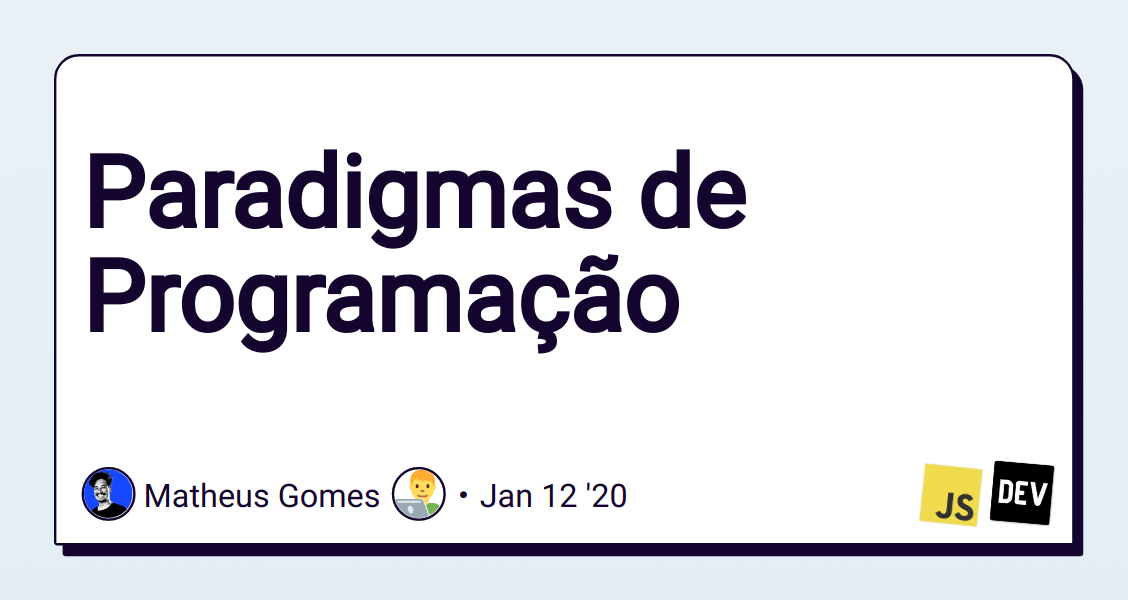 Paradigmas de
Programação
Matheus Gomes • Jan 12 '20
JS DEV